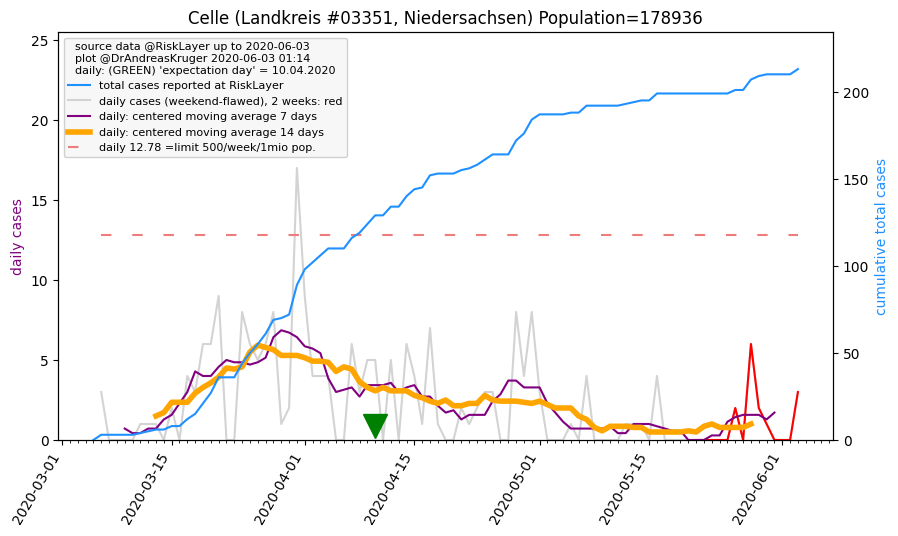 Celle (Landkreis #03351, Niedersachsen) Population=178936
source data @RiskLayer up to 2020-06-03
plot @DrAndreasKruger 2020-06-03 01:14
daily: (GREEN) 'expectation day' = 10.04.2020
total cases reported at RiskLayer
daily cases (weekend-flawed), 2 weeks: red
daily: centered moving average 7 days
daily: centered moving average 14 days
daily 12.78 =limit 500/week/1mio pop.
daily cases
25
20
15
10
5
0
cumulative total cases
200
150
100
50
0
2020-03-01
2020-03-15
2020-04-01
2020-04-15
2020-05-01
2020-05-15
2020-06-01